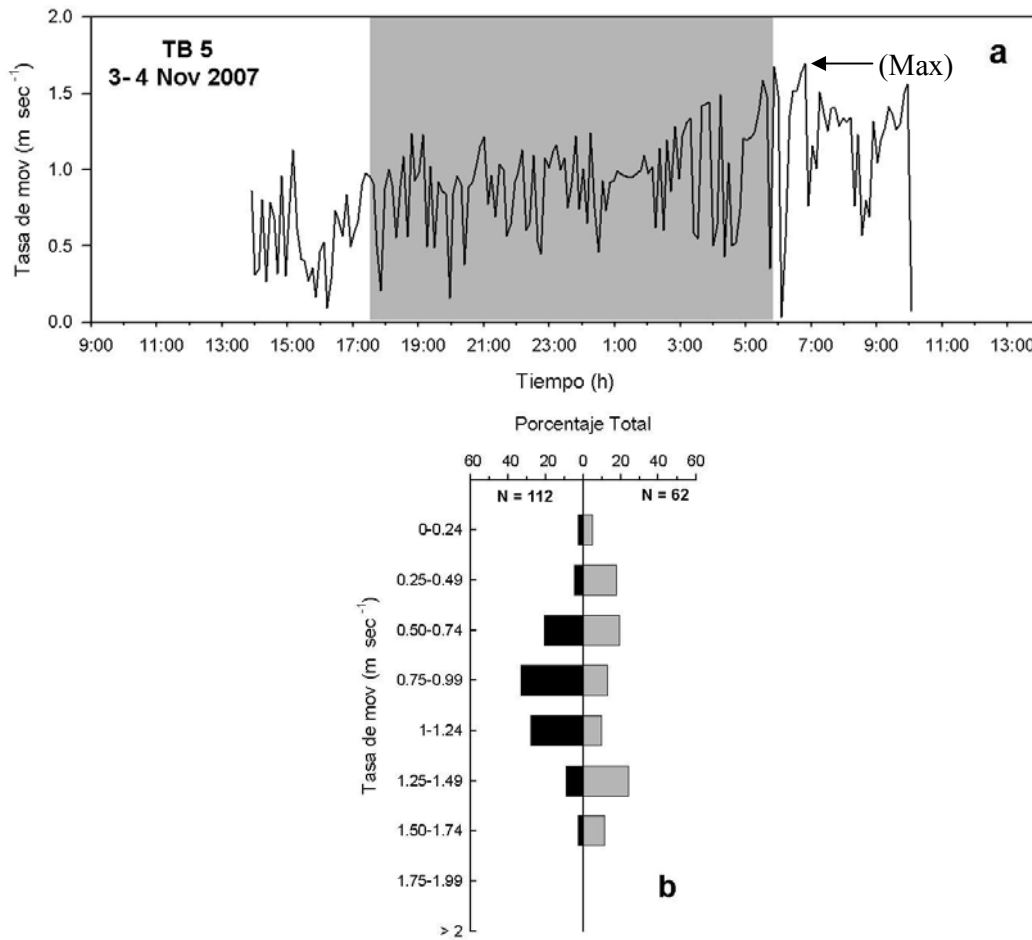 2.0
TB 5
3- 4 Nov 2007
(Max)
a
1.5
1.0
0.5
0.0
Tasa de mov (m sec -1)
9:00 11:00 13:00 15:00 17:00 19:00 21:00 23:00 1:00 3:00 5:00 7:00 9:00 11:00 13:00
Tiempo (h)
Porcentaje Total
60 40 20 0 20 40 60
N = 112 N = 62
0-0.24
0.25-0.49
0.50-0.74
0.75-0.99
1-1.24
1.25-1.49
1.50-1.74
1.75-1.99
> 2
Tasa de mov (m sec -1)
b